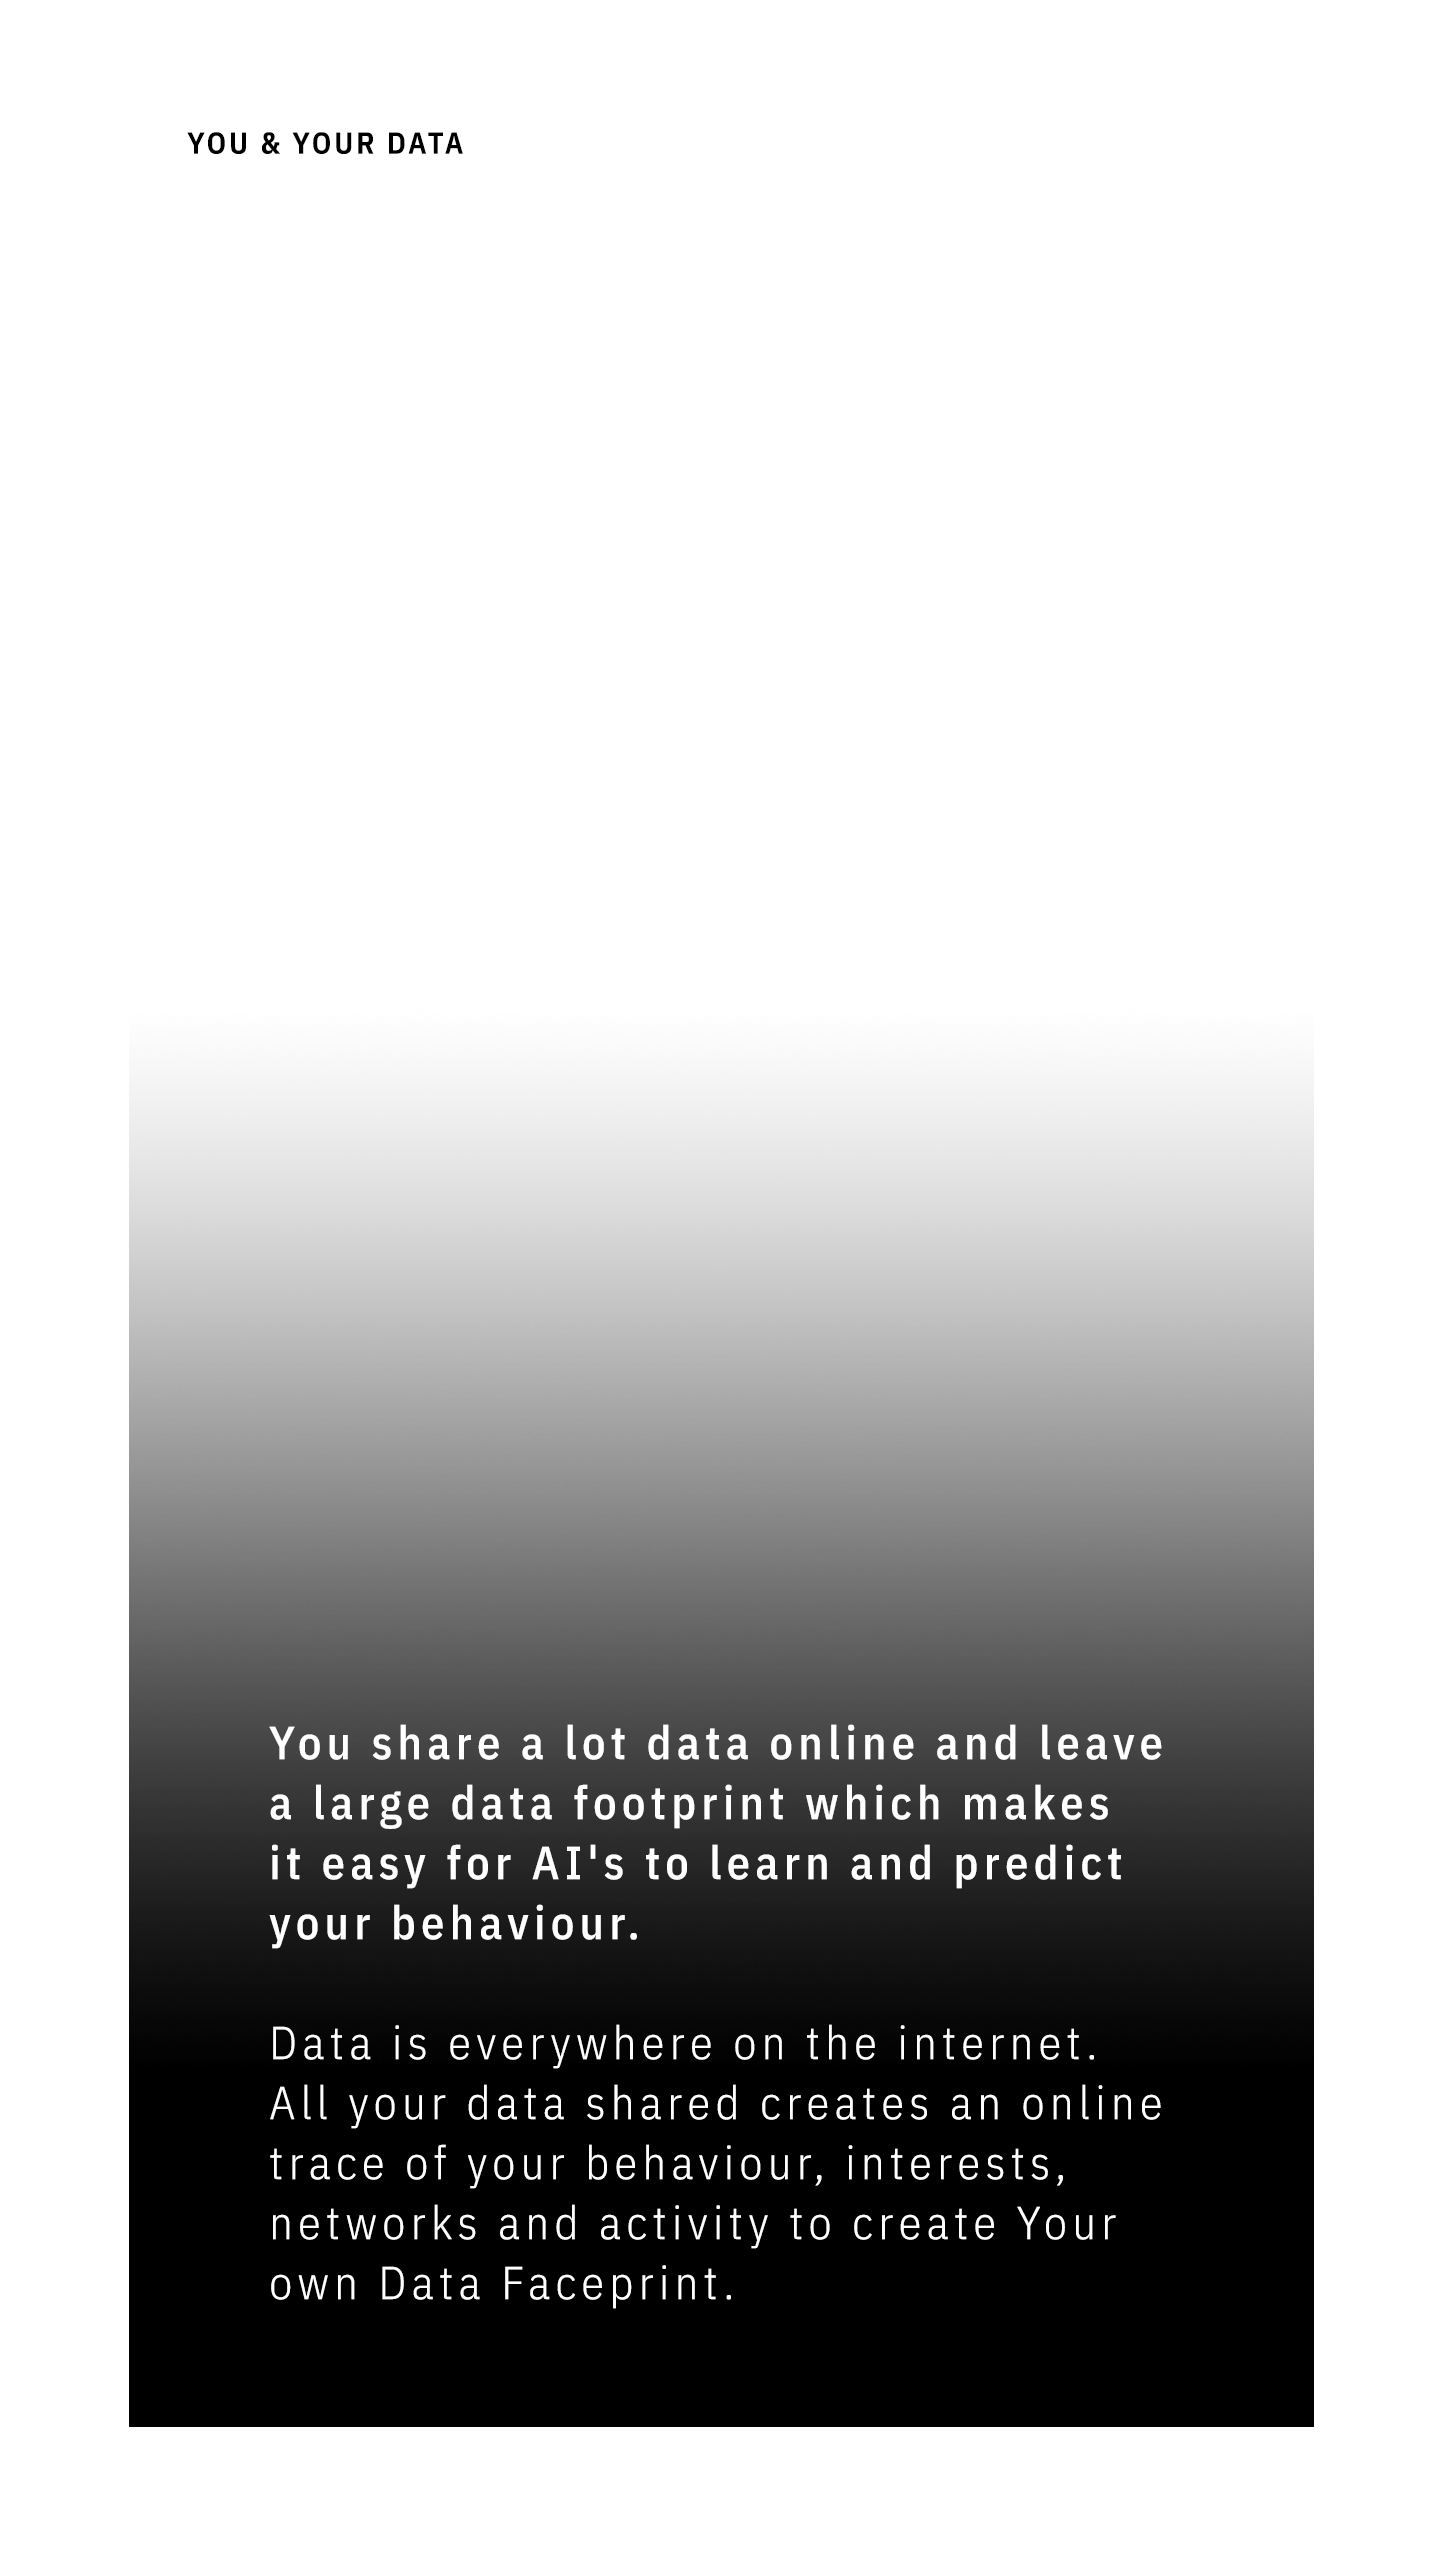 YOU & YOUR DATA
You share a lot data online and leave
a large data footprint which makes
it easy for AI's to learn and predict
your behaviour.
Data is everywhere on the internet.
All your data shared creates an online
trace of your behaviour, interests,
networks and activity to create Your
own Data Faceprint.